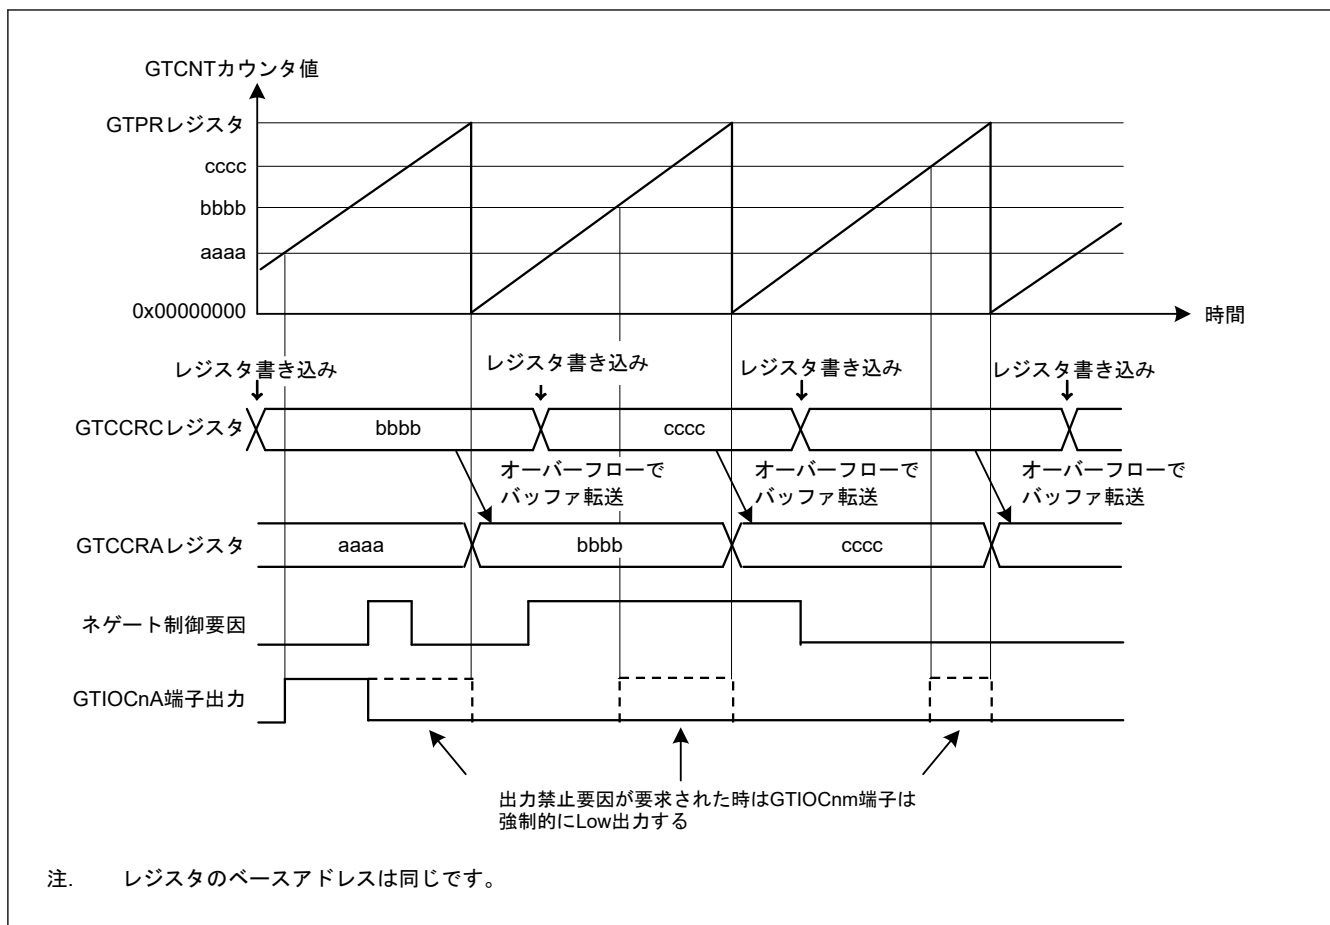 GTCNTカウンタ値
GTPRレジスタ
cccc
bbbb
aaaa
0x00000000
時間
レジスタ書き込み
レジスタ書き込み
レジスタ書き込み
レジスタ書き込み
GTCCRCレジスタ
bbbb
cccc
オーバーフローで
バッファ転送
オーバーフローで
バッファ転送
オーバーフローで
バッファ転送
GTCCRAレジスタ
aaaa
bbbb
cccc
ネゲート制御要因
GTIOCnA端子出力
出力禁止要因が要求された時はGTIOCnm端子は
強制的にLow出力する
注. レジスタのベースアドレスは同じです。